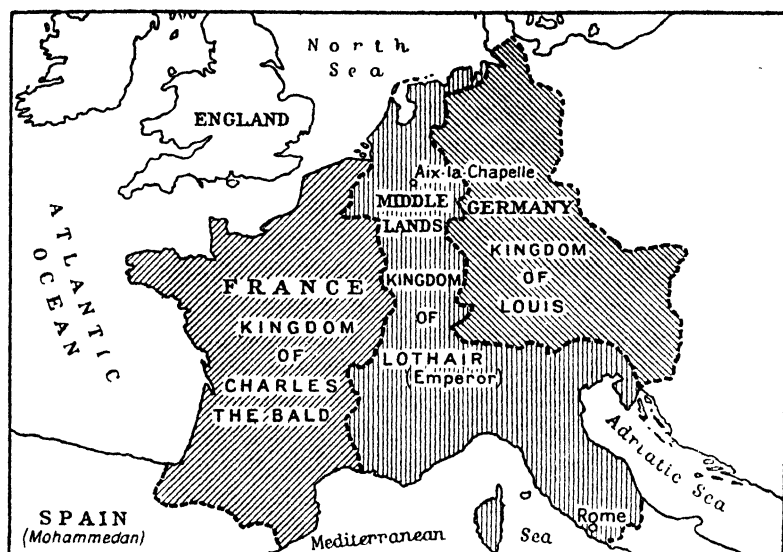 North
Sea
ENGLAND
Aix-la-Chapelle
MIDDLE
LANDS
GERMANY
KINGDOM
OF
LOUIS
ATLANTIC
OCEAN
FRANCE
KINGDOM
OF
CHARLES
THE BALD
KINGDOM
OF
LOTHAIR
(Emperor)
Adriatic Sea
Rome
SPAIN
(Mohammedan)
Mediterranean Sea